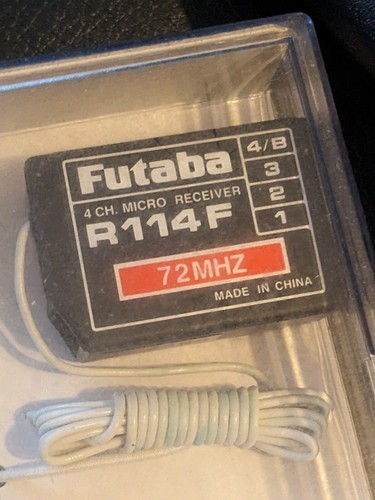 Futaba
4 CH. MICRO RECEIVER
R114F
72MHZ
MADE IN CHINA
4/B
3
2
1